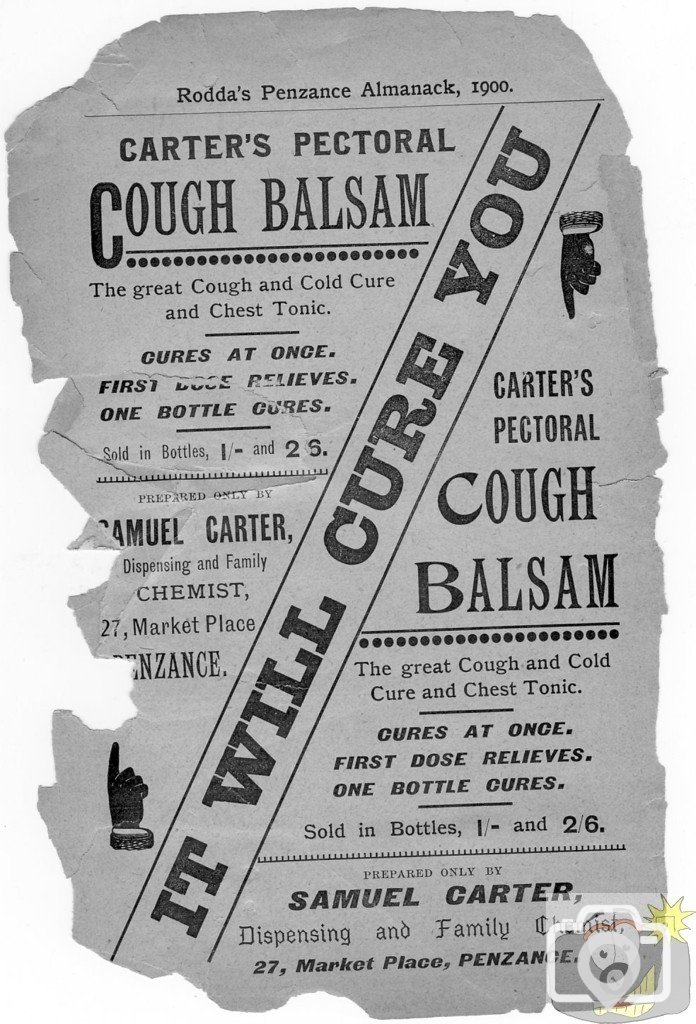 Rodda's Penzance Almanack, 1900.
CARTER'S PECTORAL
COUGH BALSAM
The great Cough and Cold Cure
and Chest Tonic.
CURES AT ONCE.
FIRST DOSE RELIEVES.
ONE BOTTLE CURES.
Sold in Bottles, 1/- and 2 6.
PREPARED ONLY BY
SAMUEL CARTER,
Dispensing and Family
CHEMIST,
27, Market Place
PENZANCE.
IT WILL CURE YOU
CARTER'S
PECTORAL
COUGH
BALSAM
The great Cough and Cold
Cure and Chest Tonic.
CURES AT ONCE.
FIRST DOSE RELIEVES.
ONE BOTTLE CURES.
Sold in Bottles, 1/- and 2/6.
PREPARED ONLY BY
SAMUEL CARTER,
Dispensing and Family Chemist,
27, Market Place, PENZANCE.